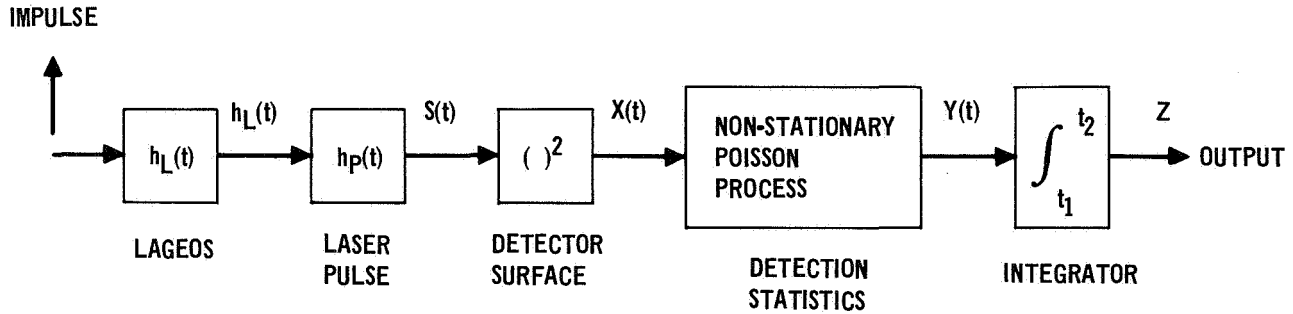 IMPULSE
h_L(t)
h_L(t)
h_P(t)
S(t)
( )^2
X(t)
NON-STATIONARY
POISSON
PROCESS
Y(t)
∫ t_2 t_1
Z
OUTPUT
LAGEOS
LASER
PULSE
DETECTOR
SURFACE
DETECTION
STATISTICS
INTEGRATOR